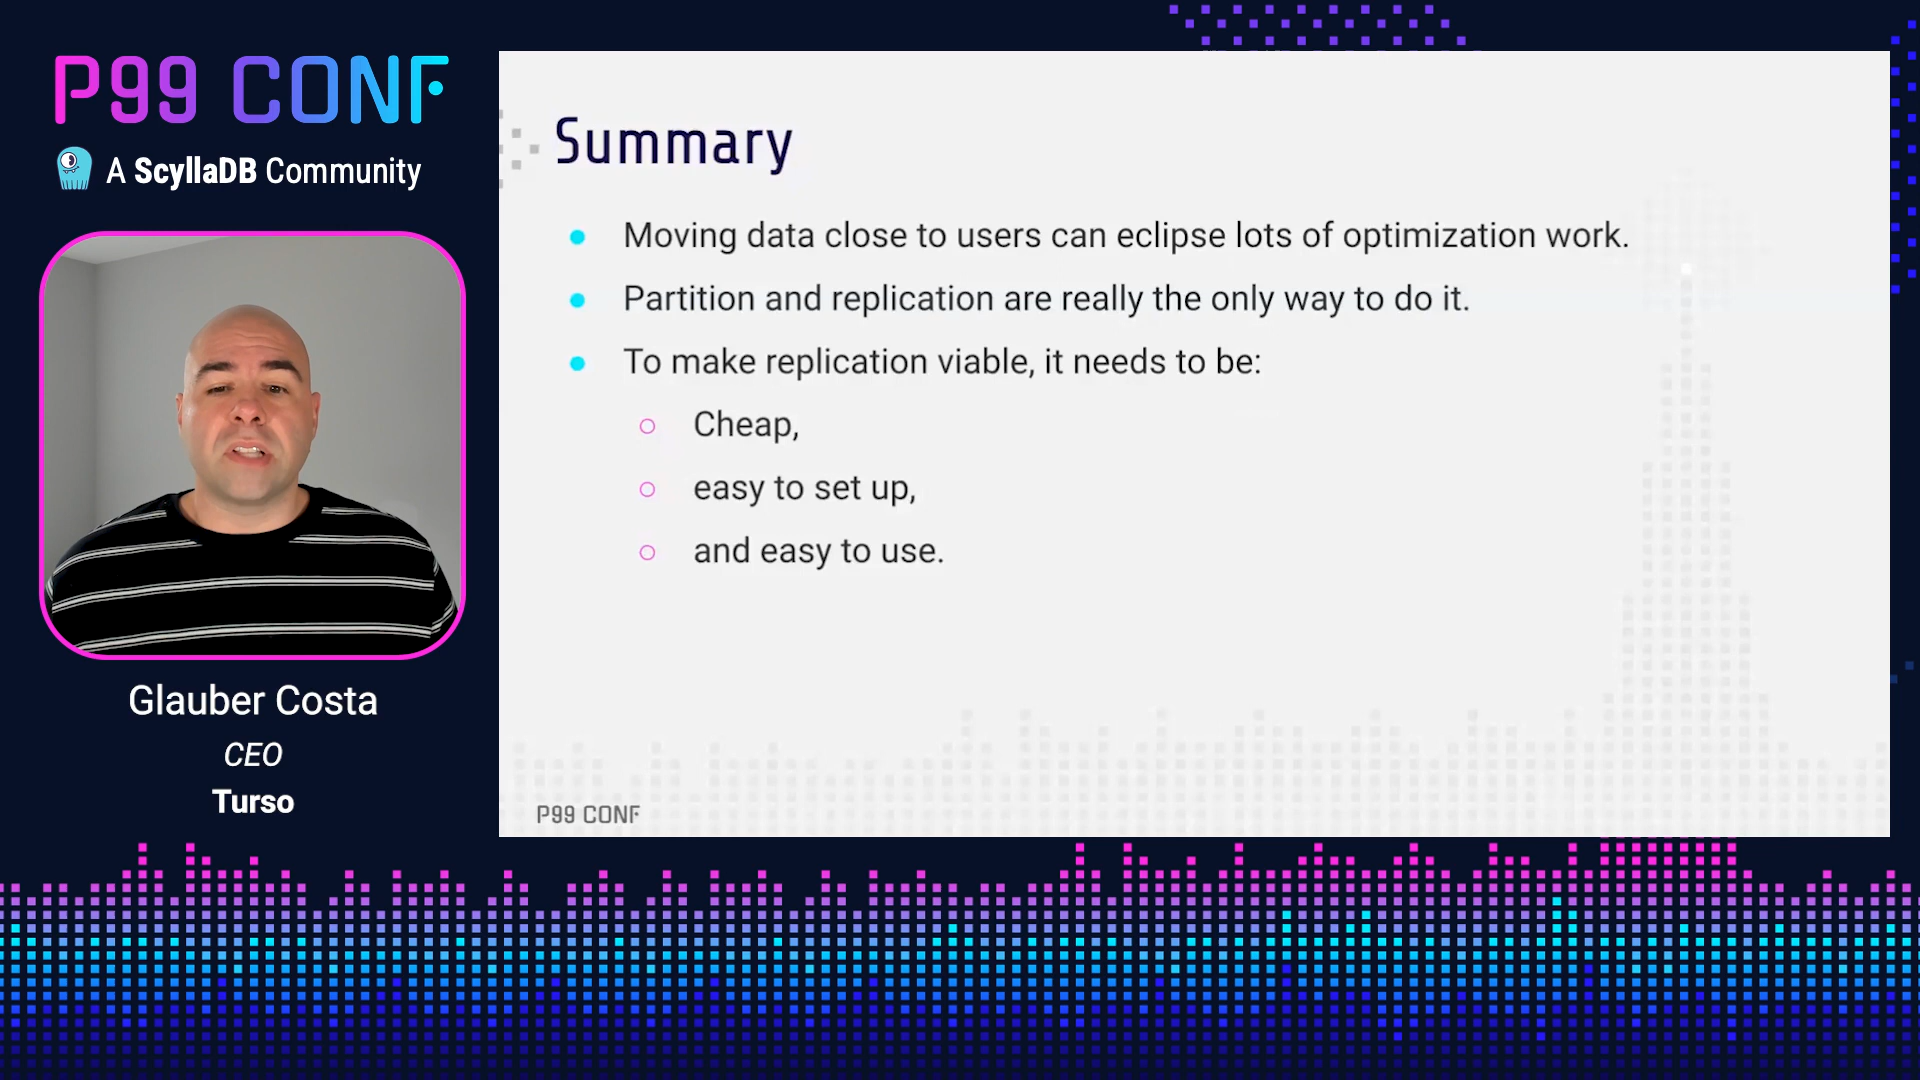 P99 CONF
A ScyllaDB Community
Glauber Costa
CEO
Turso
Summary
Moving data close to users can eclipse lots of optimization work.
Partition and replication are really the only way to do it.
To make replication viable, it needs to be:
Cheap,
easy to set up,
and easy to use.
P99 CONF